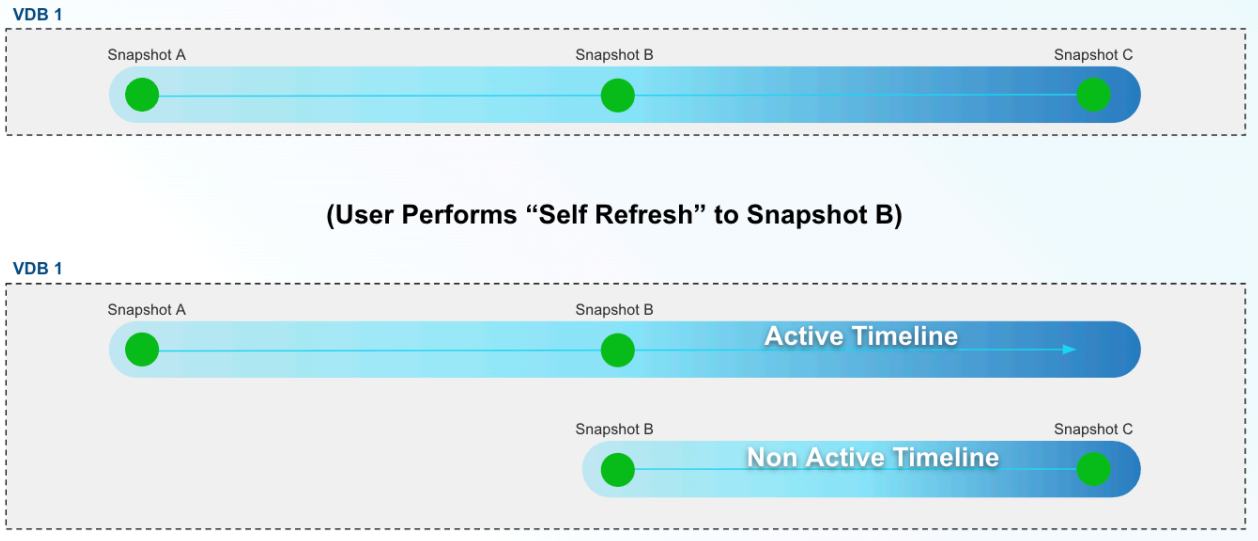 VDB 1
Snapshot A
Snapshot B
Snapshot C
(User Performs “Self Refresh” to Snapshot B)
VDB 1
Snapshot A
Snapshot B
Active Timeline
Snapshot B
Snapshot C
Non Active Timeline